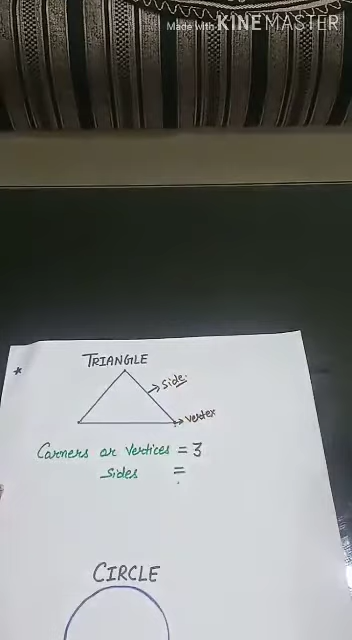 Made with KINEMASTER
* TRIANGLE
→ side
→ vertex
Corners or Vertices = 3
Sides =
CIRCLE